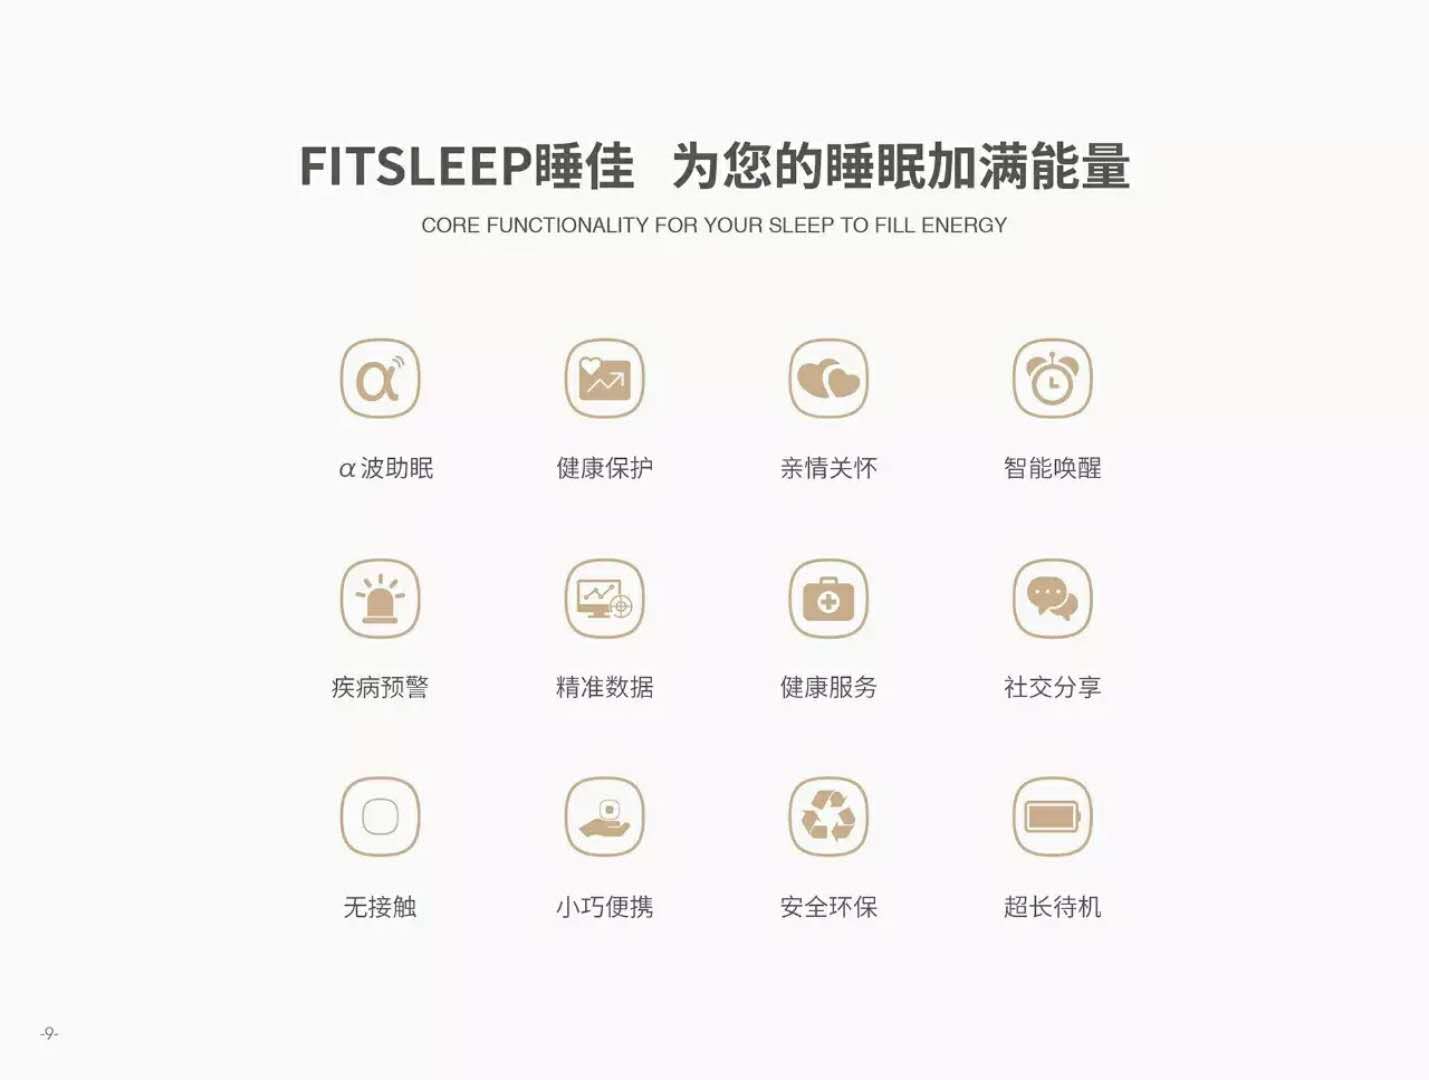 FITSLEEP睡佳 为您的睡眠加满能量
CORE FUNCTIONALITY FOR YOUR SLEEP TO FILL ENERGY
α
α波助眠 健康保护 亲情关怀 智能唤醒
疾病预警 精准数据 健康服务 社交分享
无接触 小巧便携 安全环保 超长待机
-9-